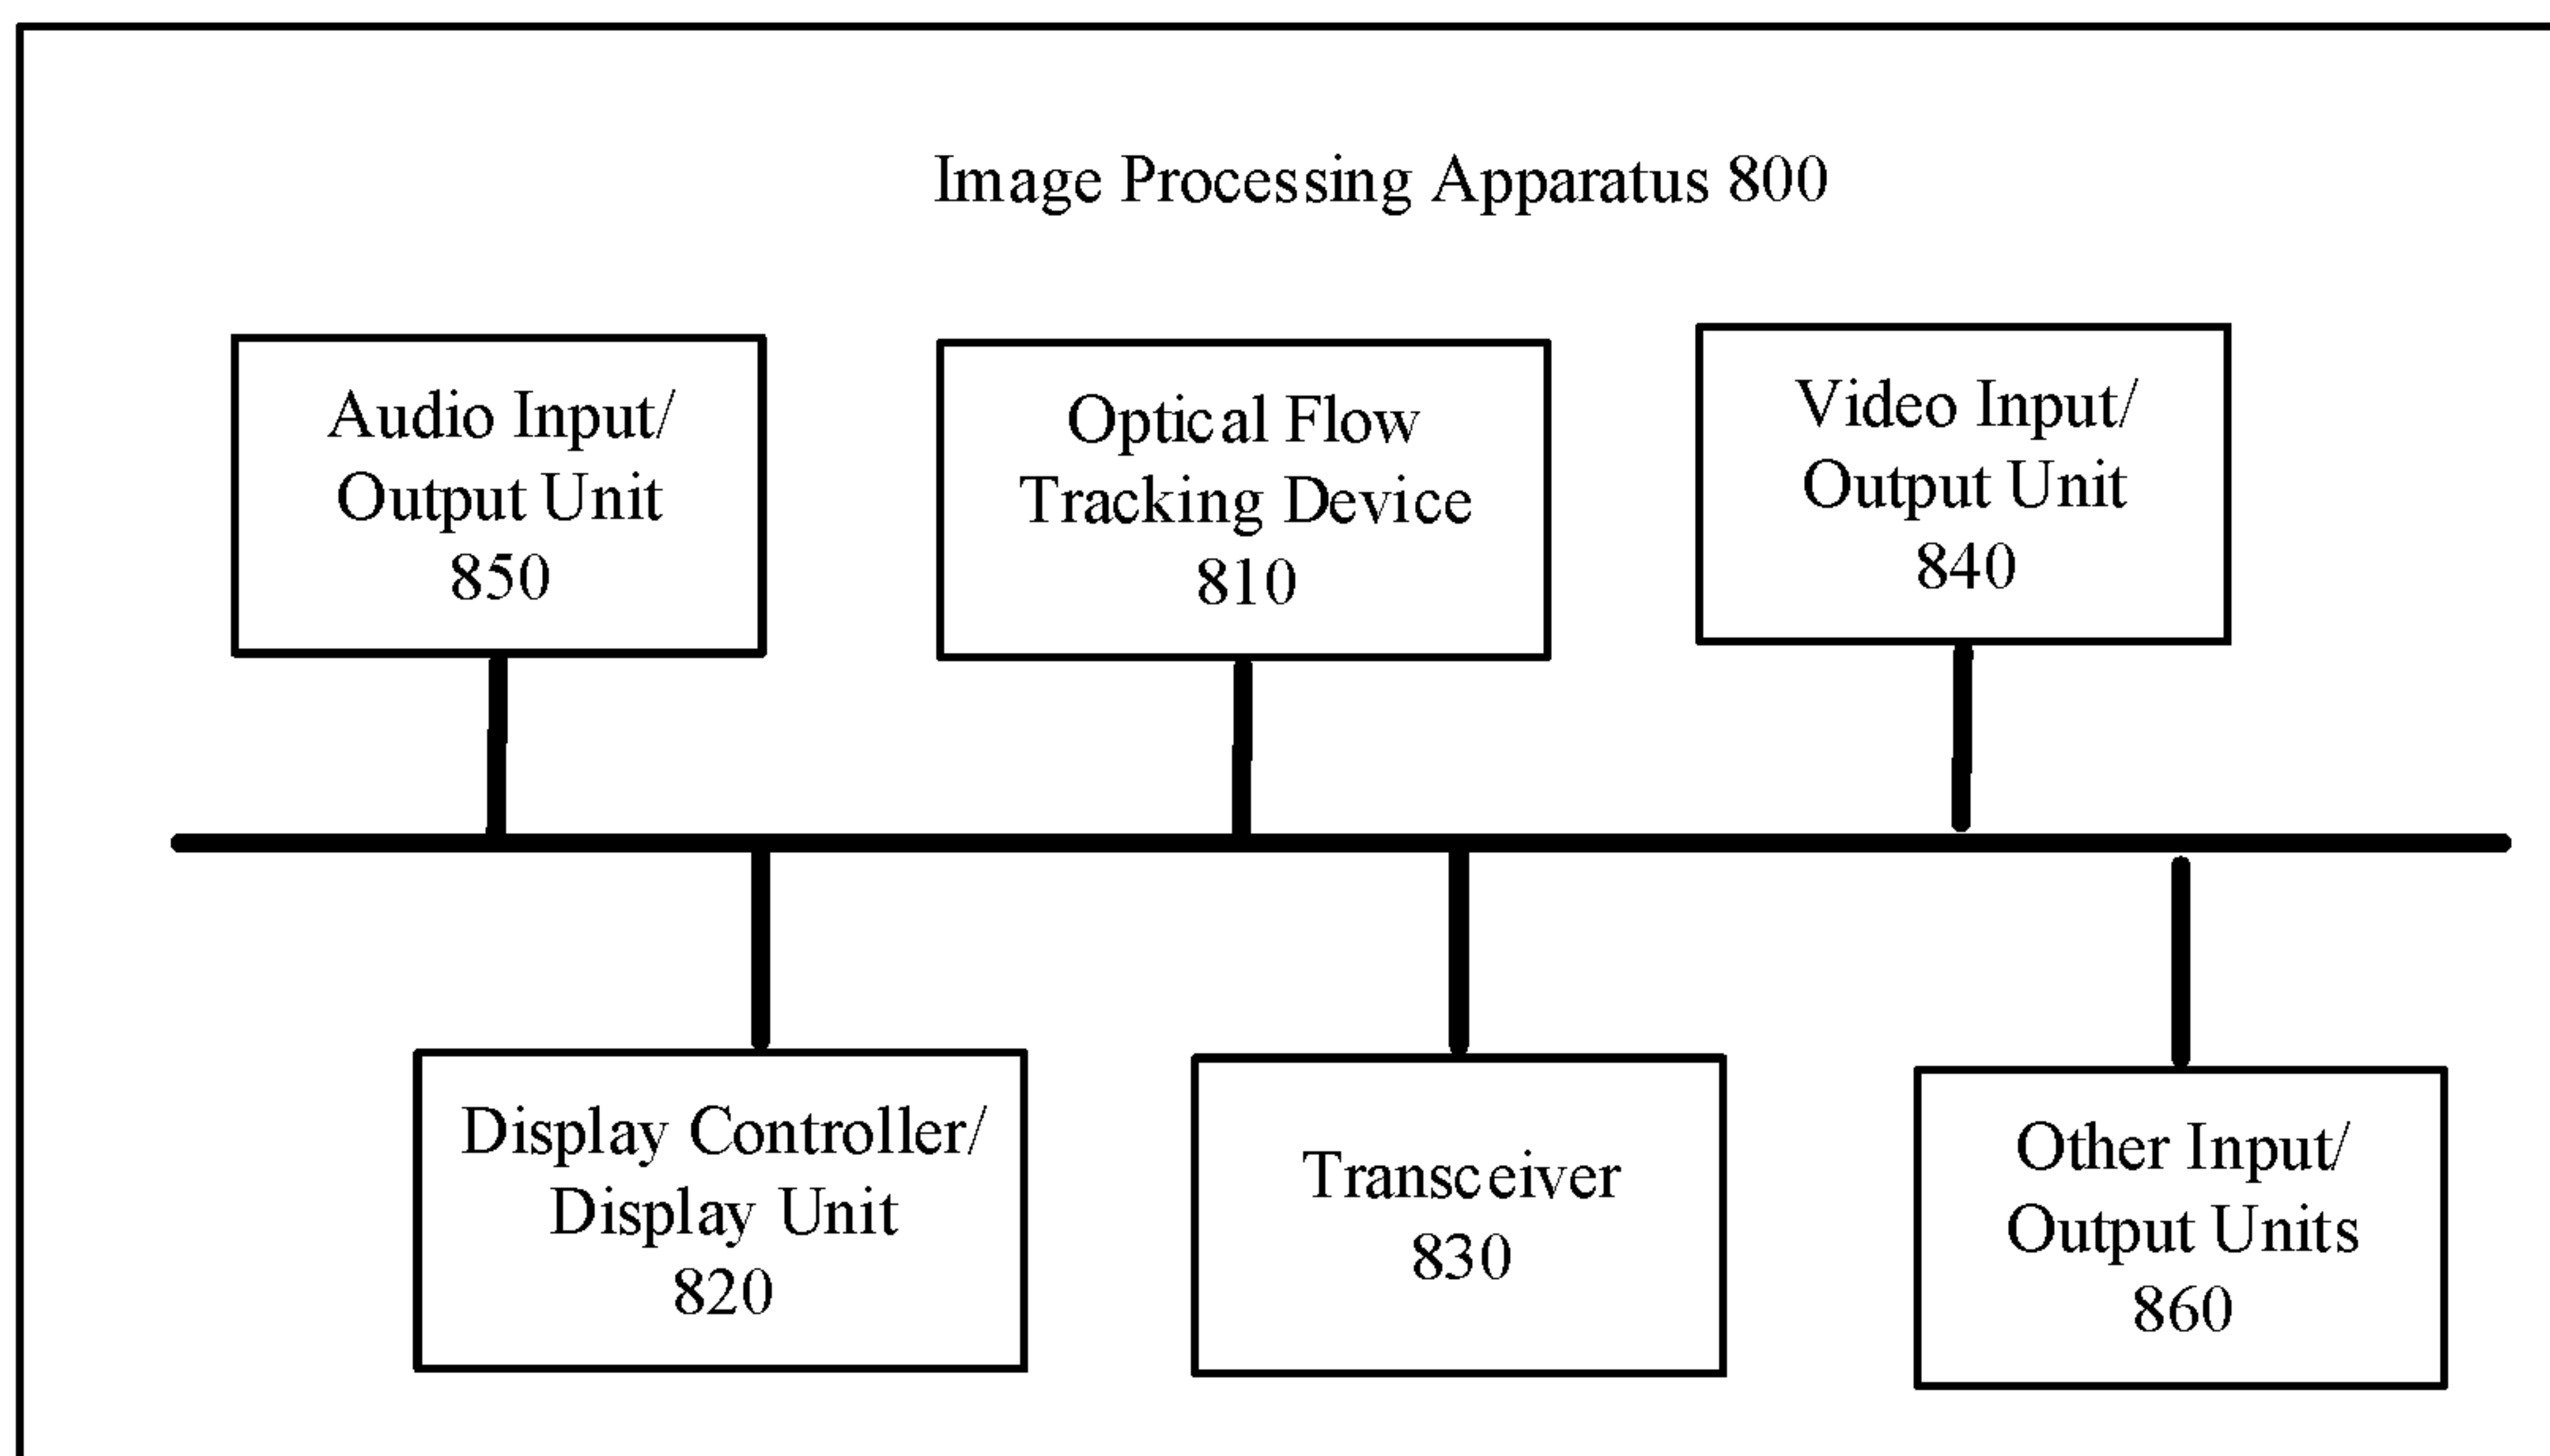 Image Processing Apparatus 800
Audio Input/
Output Unit
850
Optical Flow
Tracking Device
810
Video Input/
Output Unit
840
Display Controller/
Display Unit
820
Transceiver
830
Other Input/
Output Units
860